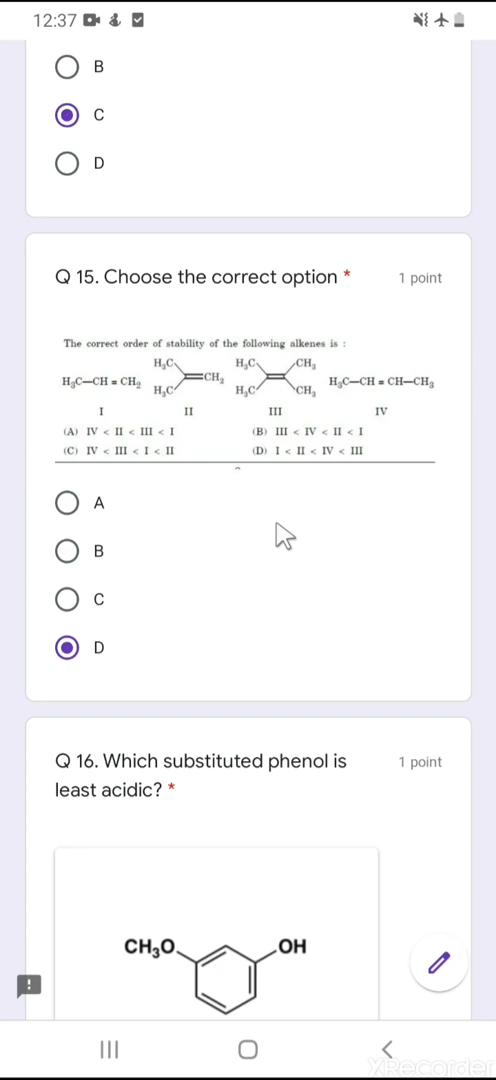 12:37
B
C
D
Q 15. Choose the correct option * 1 point
The correct order of stability of the following alkenes is :
H₃C H₃C CH₃
H₃C—CH = CH₂ =CH₂ H₃C—CH = CH—CH₃
H₃C H₃C CH₃
I II III IV
(A) IV < II < III < I (B) III < IV < II < I
(C) IV < III < I < II (D) I < II < IV < III
A
B
C
D
Q 16. Which substituted phenol is 1 point
least acidic? *
CH₃O OH
XRecorder